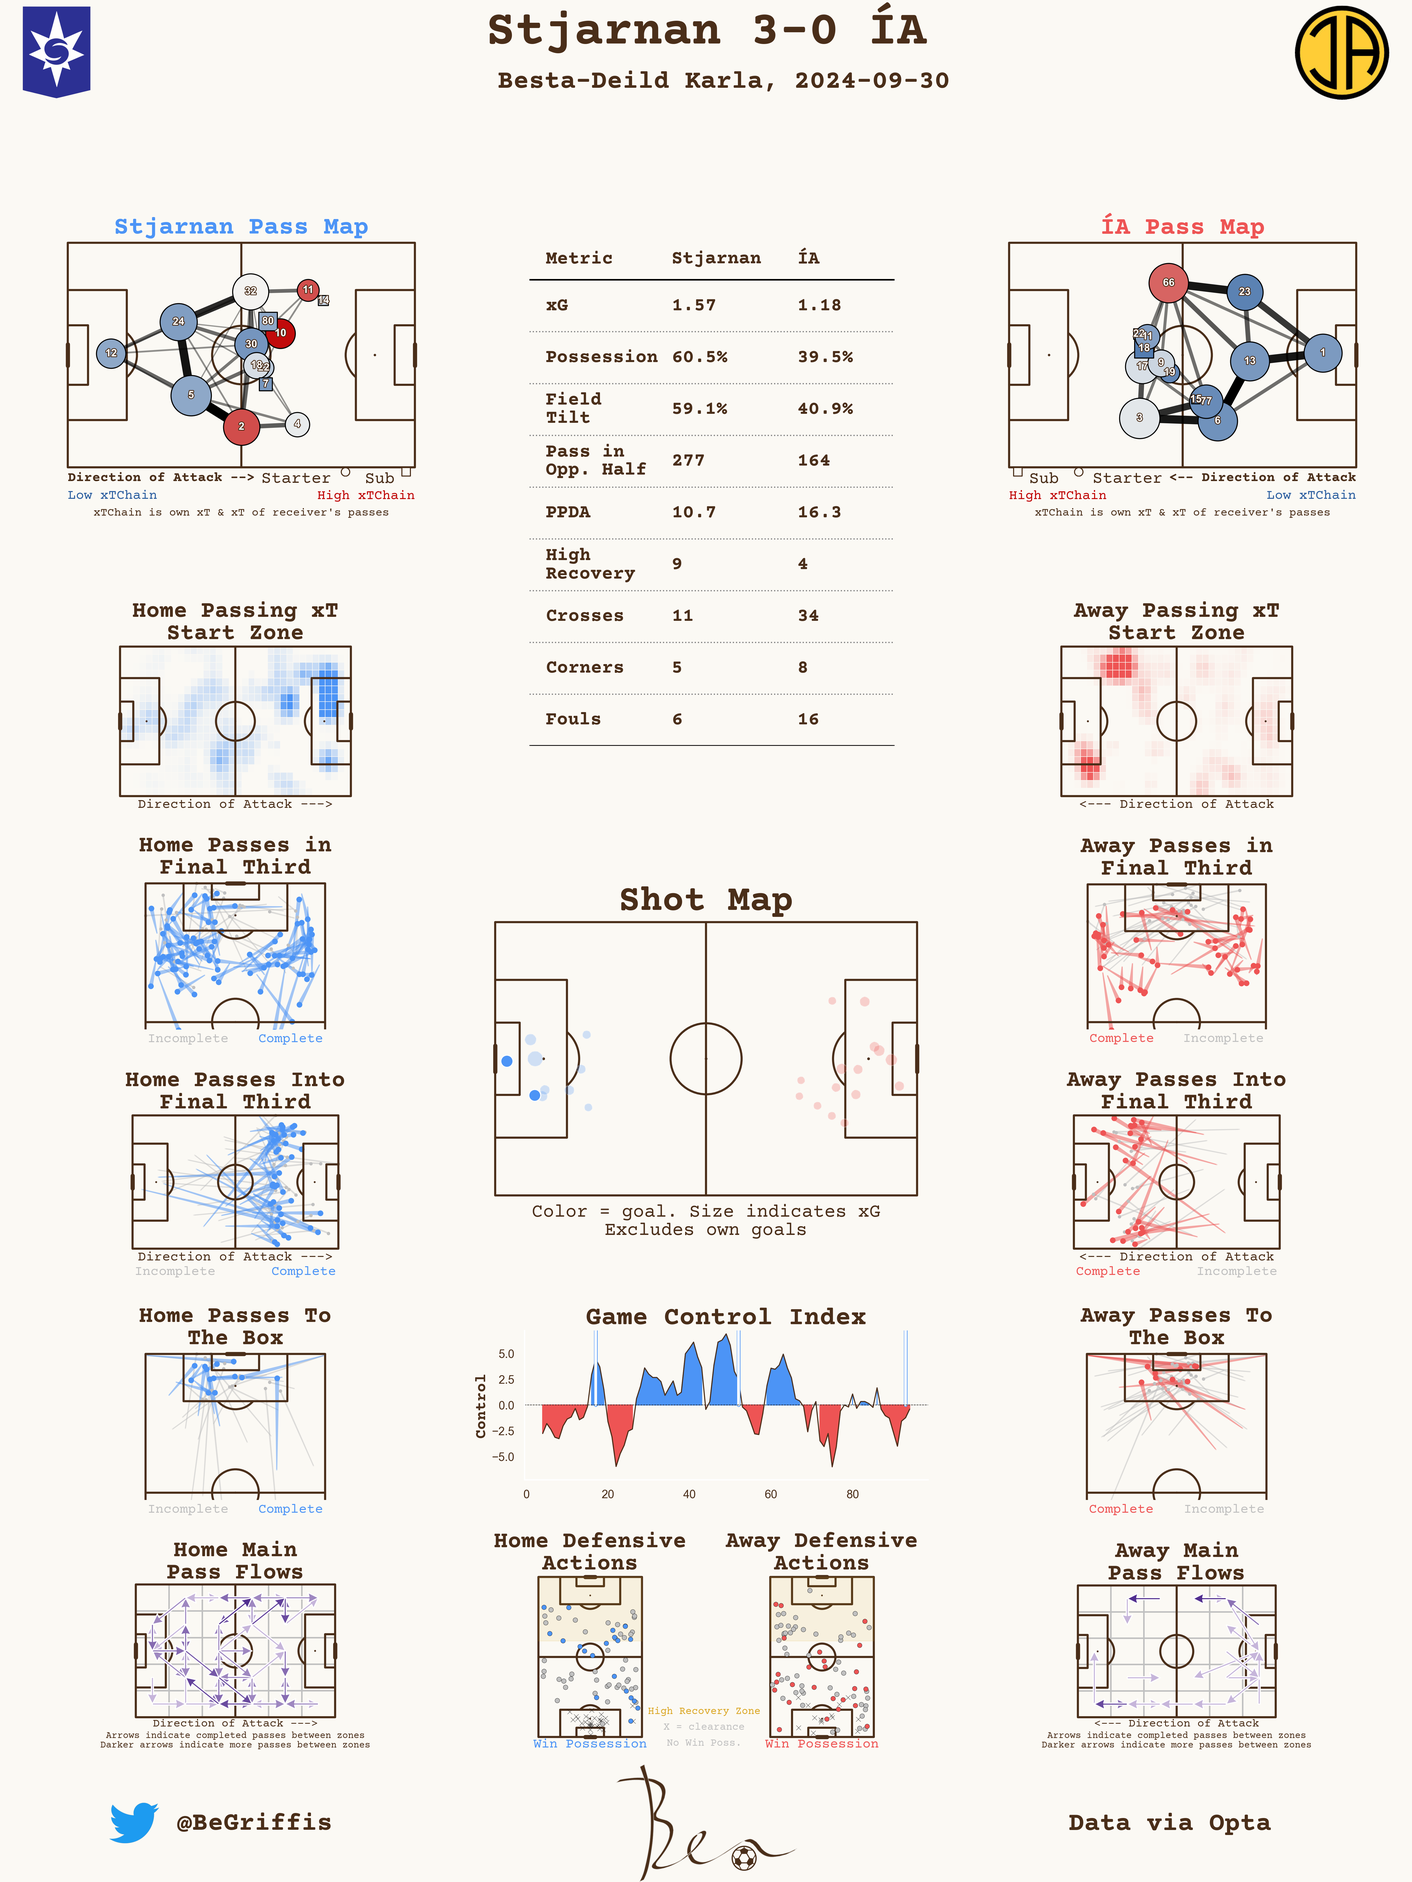 Stjarnan 3-0 ÍA
Besta-Deild Karla, 2024-09-30
Stjarnan Pass Map
32
11
14
24
80
10
30
12
18
22
7
5
2
4
Direction of Attack --> Starter Sub
Low xTChain High xTChain
xTChain is own xT & xT of receiver's passes
Metric Stjarnan ÍA
xG 1.57 1.18
Possession 60.5% 39.5%
Field
Tilt 59.1% 40.9%
Pass in
Opp. Half 277 164
PPDA 10.7 16.3
High
Recovery 9 4
Crosses 11 34
Corners 5 8
Fouls 6 16
ÍA Pass Map
66
23
22
11
18
1
17
9
13
19
15
77
3
6
Sub Starter <-- Direction of Attack
High xTChain Low xTChain
xTChain is own xT & xT of receiver's passes
Home Passing xT
Start Zone
Direction of Attack --->
Away Passing xT
Start Zone
<--- Direction of Attack
Home Passes in
Final Third
Incomplete Complete
Away Passes in
Final Third
Complete Incomplete
Shot Map
Color = goal. Size indicates xG
Excludes own goals
Home Passes Into
Final Third
Direction of Attack --->
Incomplete Complete
Away Passes Into
Final Third
<--- Direction of Attack
Complete Incomplete
Home Passes To
The Box
Incomplete Complete
Game Control Index
Control
5.0
2.5
0.0
−2.5
−5.0
0 20 40 60 80
Away Passes To
The Box
Complete Incomplete
Home Main
Pass Flows
Direction of Attack --->
Arrows indicate completed passes between zones
Darker arrows indicate more passes between zones
Home Defensive
Actions
Win Possession
Away Defensive
Actions
Win Possession
High Recovery Zone
X = clearance
No Win Poss.
Away Main
Pass Flows
<--- Direction of Attack
Arrows indicate completed passes between zones
Darker arrows indicate more passes between zones
@BeGriffis
Ben
Data via Opta